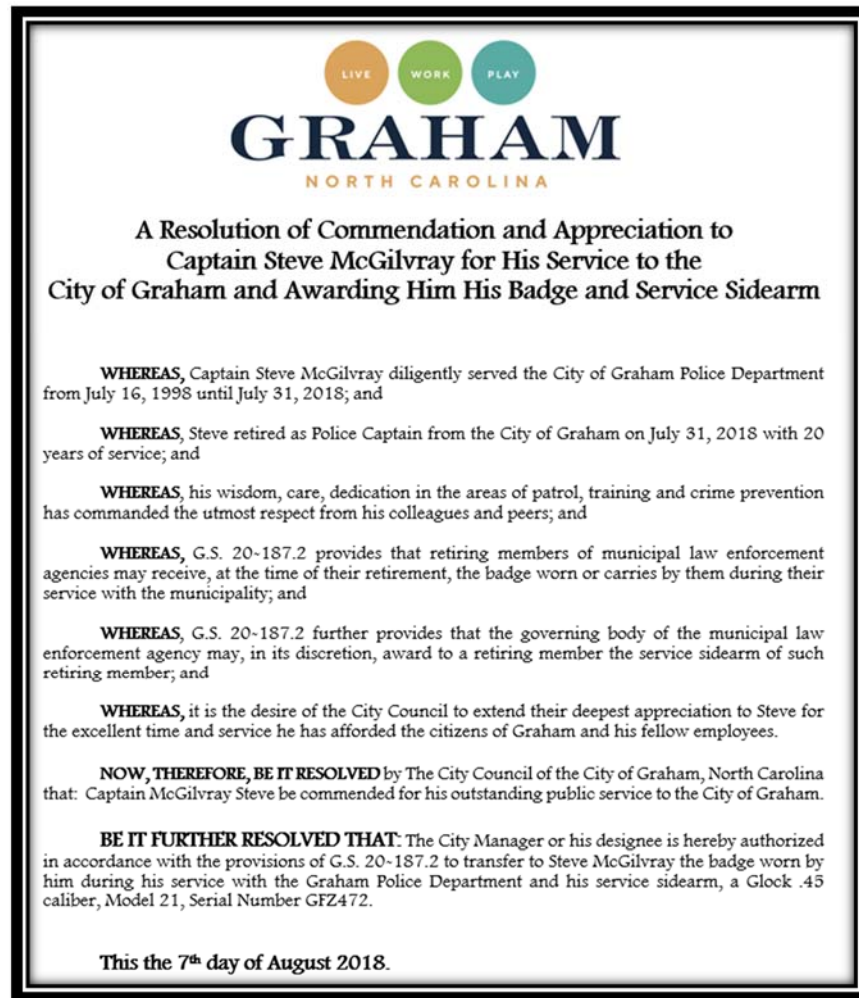 LIVE WORK PLAY
GRAHAM
NORTH CAROLINA
A Resolution of Commendation and Appreciation to
Captain Steve McGilvray for His Service to the
City of Graham and Awarding Him His Badge and Service Sidearm
WHEREAS, Captain Steve McGilvray diligently served the City of Graham Police Department
from July 16, 1998 until July 31, 2018; and
WHEREAS, Steve retired as Police Captain from the City of Graham on July 31, 2018 with 20
years of service; and
WHEREAS, his wisdom, care, dedication in the areas of patrol, training and crime prevention
has commanded the utmost respect from his colleagues and peers; and
WHEREAS, G.S. 20-187.2 provides that retiring members of municipal law enforcement
agencies may receive, at the time of their retirement, the badge worn or carries by them during their
service with the municipality; and
WHEREAS, G.S. 20-187.2 further provides that the governing body of the municipal law
enforcement agency may, in its discretion, award to a retiring member the service sidearm of such
retiring member; and
WHEREAS, it is the desire of the City Council to extend their deepest appreciation to Steve for
the excellent time and service he has afforded the citizens of Graham and his fellow employees.
NOW, THEREFORE, BE IT RESOLVED by The City Council of the City of Graham, North Carolina
that: Captain McGilvray Steve be commended for his outstanding public service to the City of Graham.
BE IT FURTHER RESOLVED THAT: The City Manager or his designee is hereby authorized
in accordance with the provisions of G.S. 20-187.2 to transfer to Steve McGilvray the badge worn by
him during his service with the Graham Police Department and his service sidearm, a Glock .45
caliber, Model 21, Serial Number GFZ472.
This the 7th day of August 2018.